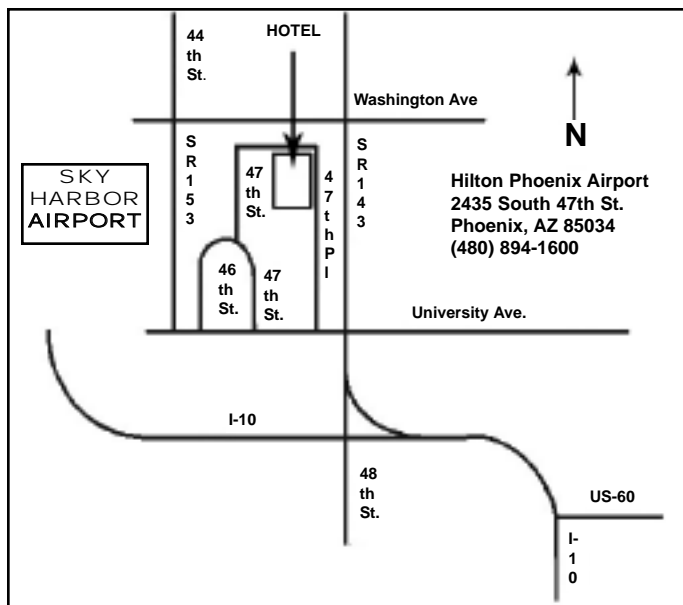 44
th
St.
HOTEL
Washington Ave
N
S
R
1
5
3
SKY
HARBOR
AIRPORT
47
th
St.
4
7
t
h
P
l
S
R
1
4
3
Hilton Phoenix Airport
2435 South 47th St.
Phoenix, AZ 85034
(480) 894-1600
46
th
St.
47
th
St.
University Ave.
I-10
48
th
St.
US-60
I-
1
0